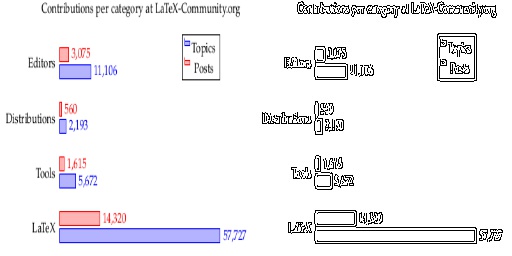 Contributions per category at LaTeX-Community.org
Topics
Posts
Editors
3,075
11,106
Distributions
560
2,193
Tools
1,615
5,672
LaTeX
14,320
57,727
Contributions per category at LaTeX-Community.org
Topics
Posts
Editors
3,075
11,106
Distributions
560
Tools
1,615
5,672
LaTeX
14,320
57,727